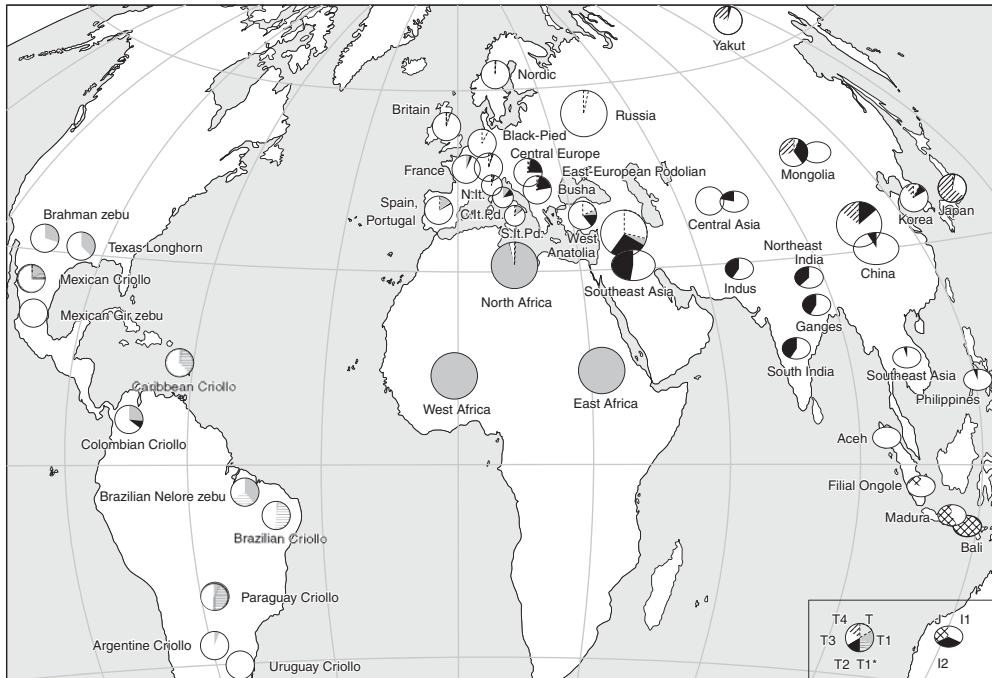 Yakut
Nordic
Britain
Russia
Black-Pied
Central Europe
France
East-European Podolian
N.It.
Busha
Mongolia
Spain,
Portugal
C.It.Pd.
S.It.Pd.
West
Anatolia
Central Asia
Korea
Japan
Brahman zebu
Texas Longhorn
Northeast
India
China
Mexican Criollo
North Africa
Southeast Asia
Indus
Mexican Gir zebu
Ganges
South India
Southeast Asia
Caribbean Criollo
West Africa
East Africa
Philippines
Colombian Criollo
Aceh
Brazilian Nelore zebu
Filial Ongole
Madura
Brazilian Criollo
Bali
Paraguay Criollo
T4 T J I1
T3 T1
Argentine Criollo
T2 T1* I2
Uruguay Criollo